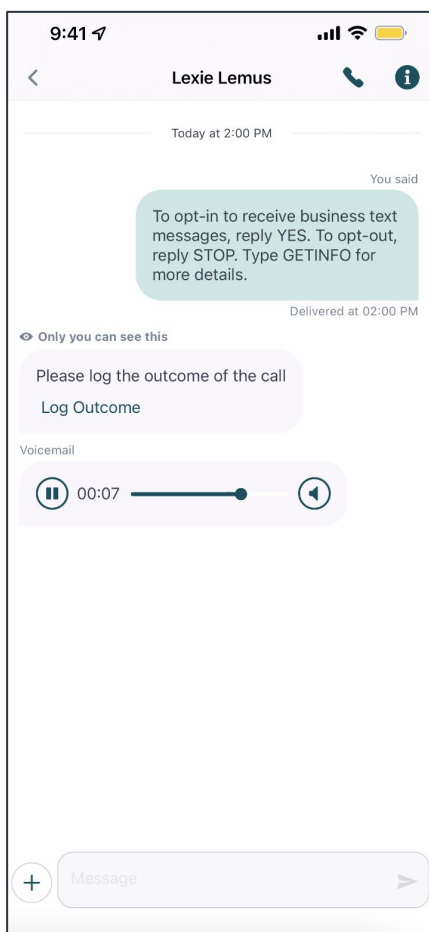 9:41
Lexie Lemus
Today at 2:00 PM
You said
To opt-in to receive business text
messages, reply YES. To opt-out,
reply STOP. Type GETINFO for
more details.
Delivered at 02:00 PM
Only you can see this
Please log the outcome of the call
Log Outcome
Voicemail
00:07
Message